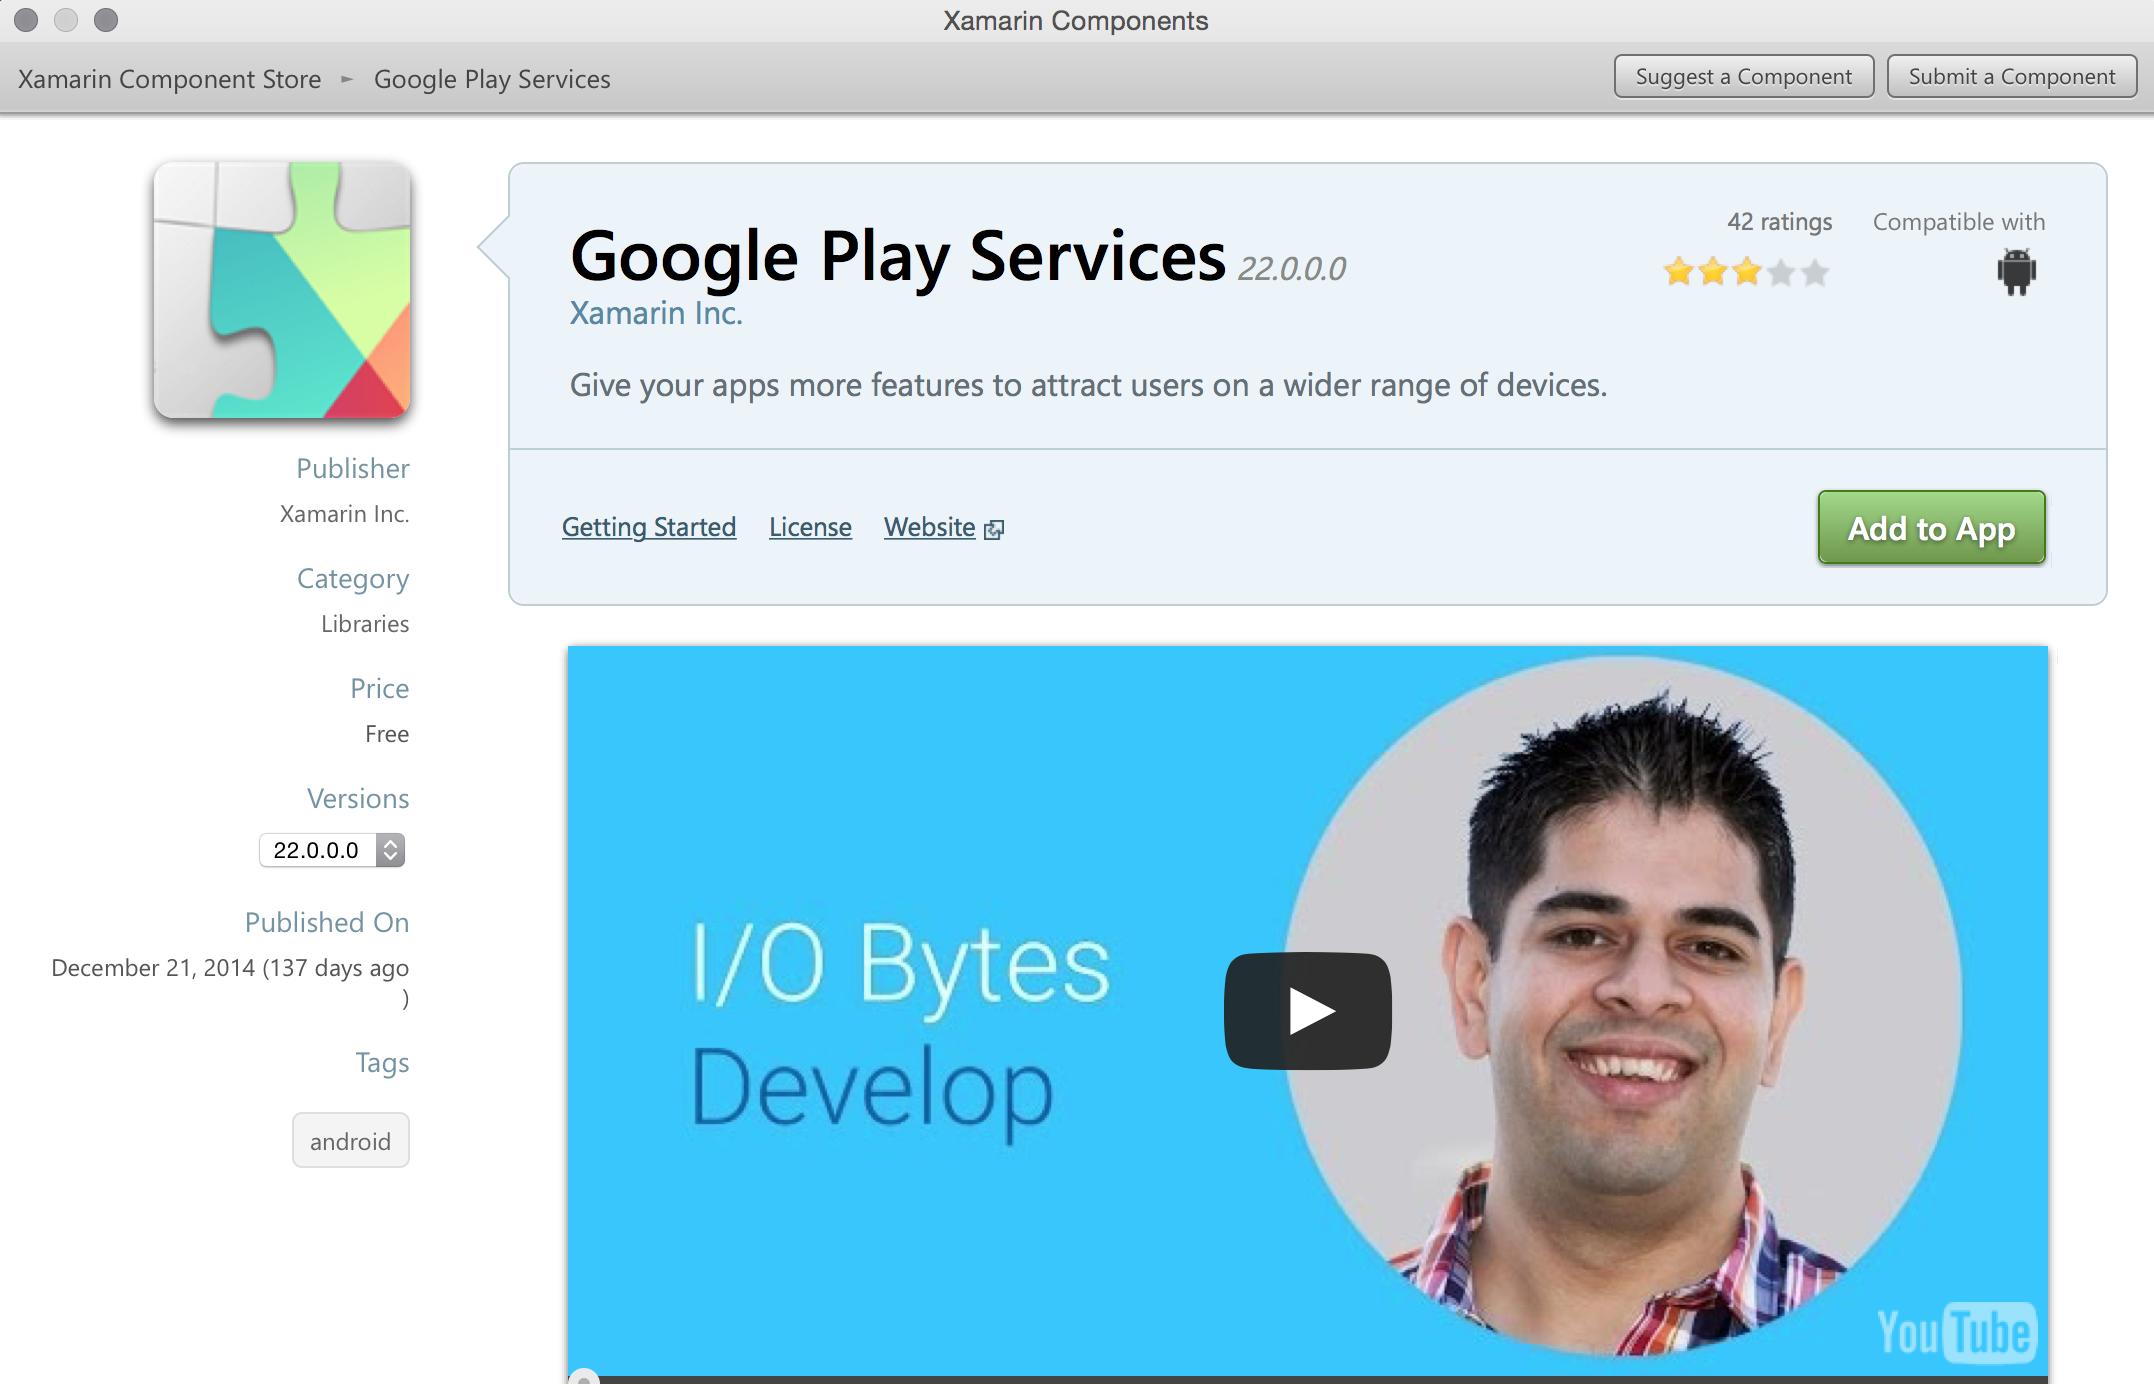 Xamarin Components
Xamarin Component Store
Google Play Services
Suggest a Component
Submit a Component
Google Play Services 22.0.0.0
Xamarin Inc.
42 ratings
Compatible with
Give your apps more features to attract users on a wider range of devices.
Getting Started
License
Website
Add to App
Publisher
Xamarin Inc.
Category
Libraries
Price
Free
Versions
22.0.0.0
Published On
December 21, 2014 (137 days ago
)
Tags
android
I/O Bytes
Develop
YouTube